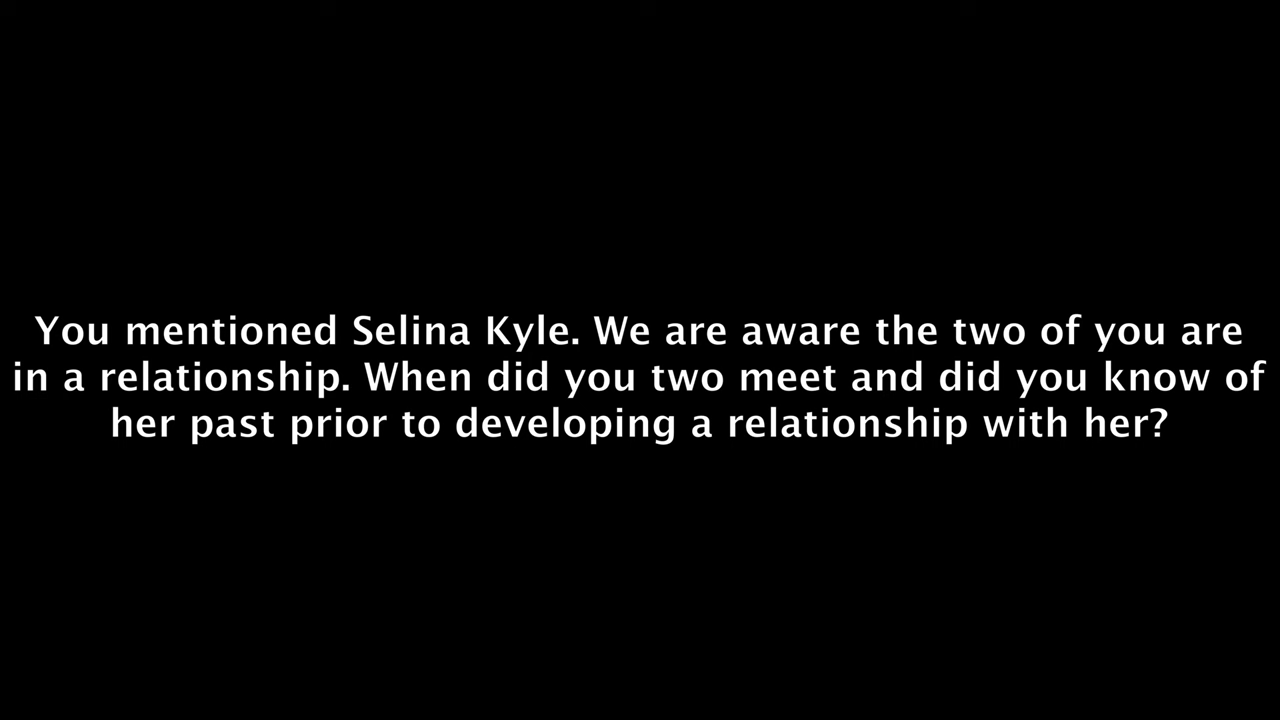 You mentioned Selina Kyle. We are aware the two of you are
in a relationship. When did you two meet and did you know of
her past prior to developing a relationship with her?